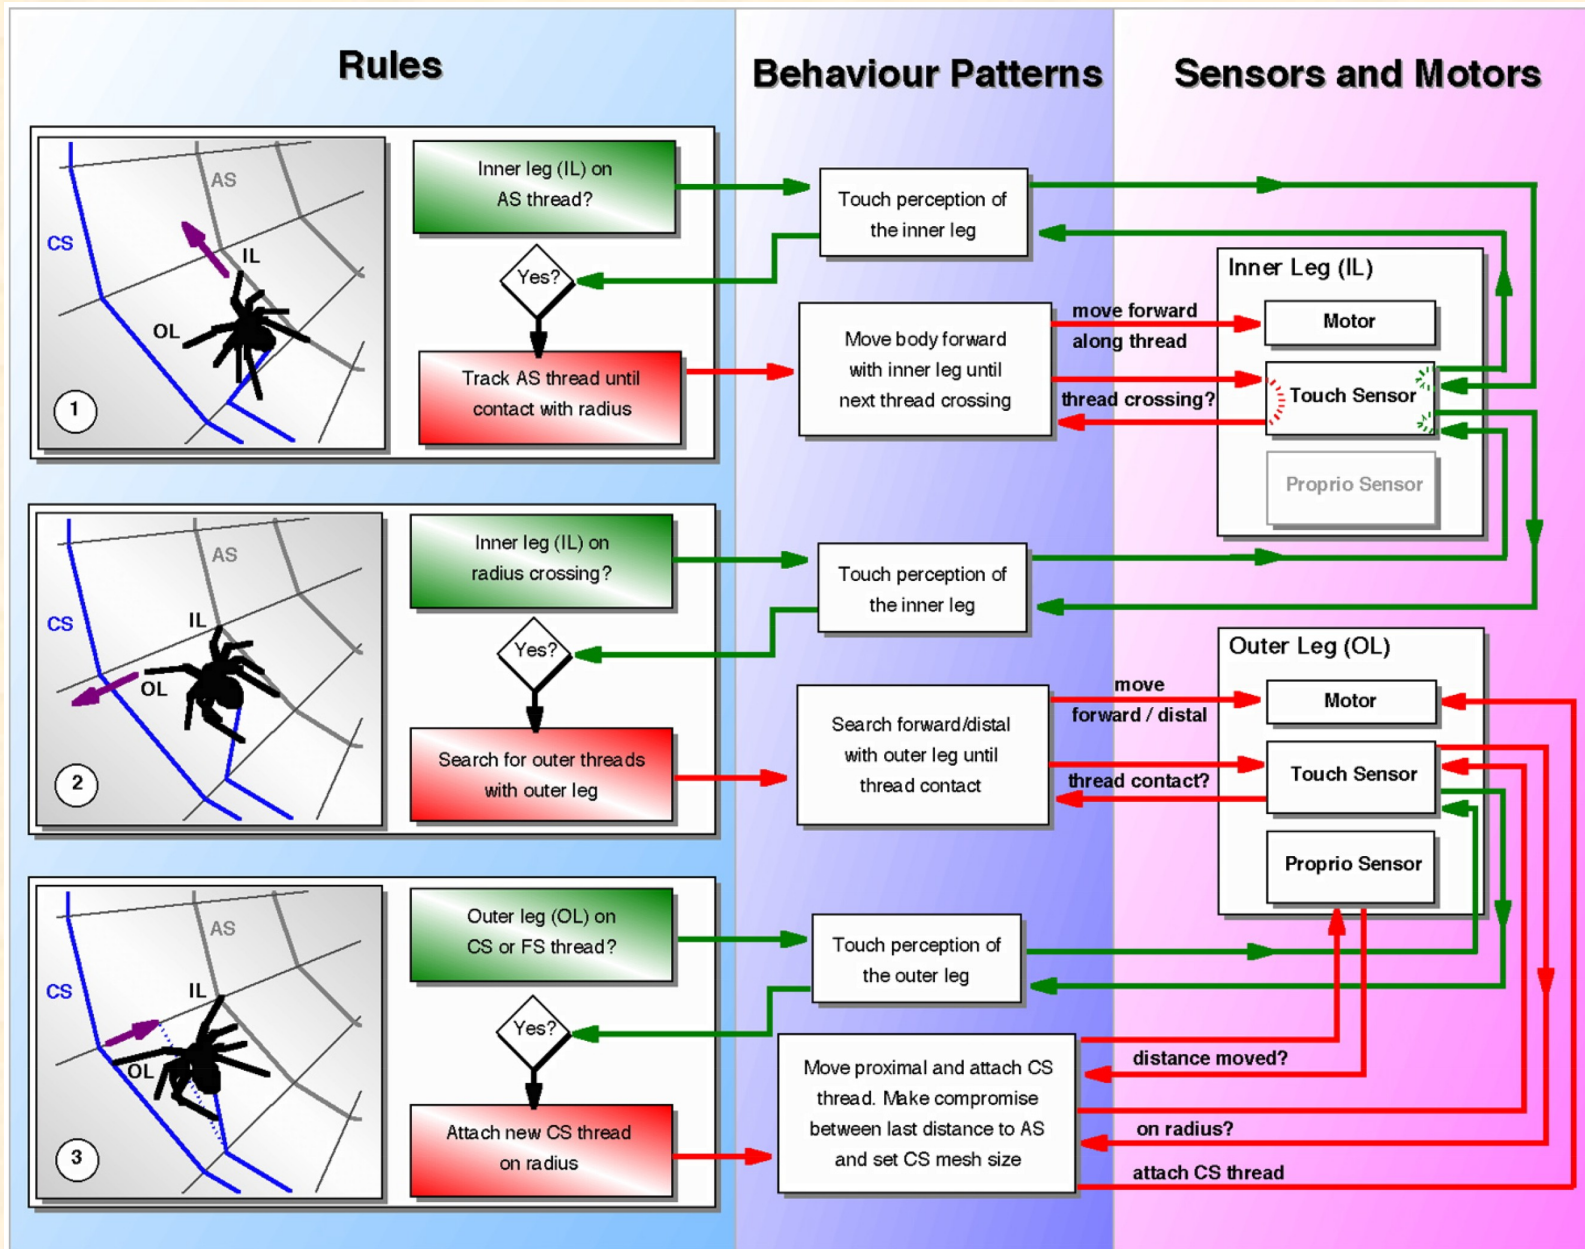 Rules
Behaviour Patterns
Sensors and Motors
AS
CS
IL
OL
1
Inner leg (IL) on
AS thread?
Yes?
Track AS thread until
contact with radius
Touch perception of
the inner leg
Move body forward
with inner leg until
next thread crossing
move forward
along thread
thread crossing?
Inner Leg (IL)
Motor
Touch Sensor
Proprio Sensor
AS
CS
IL
OL
2
Inner leg (IL) on
radius crossing?
Yes?
Search for outer threads
with outer leg
Touch perception of
the inner leg
Search forward/distal
with outer leg until
thread contact
move
forward / distal
thread contact?
Outer Leg (OL)
Motor
Touch Sensor
Proprio Sensor
AS
CS
IL
OL
3
Outer leg (OL) on
CS or FS thread?
Yes?
Attach new CS thread
on radius
Touch perception of
the outer leg
Move proximal and attach CS
thread. Make compromise
between last distance to AS
and set CS mesh size
distance moved?
on radius?
attach CS thread